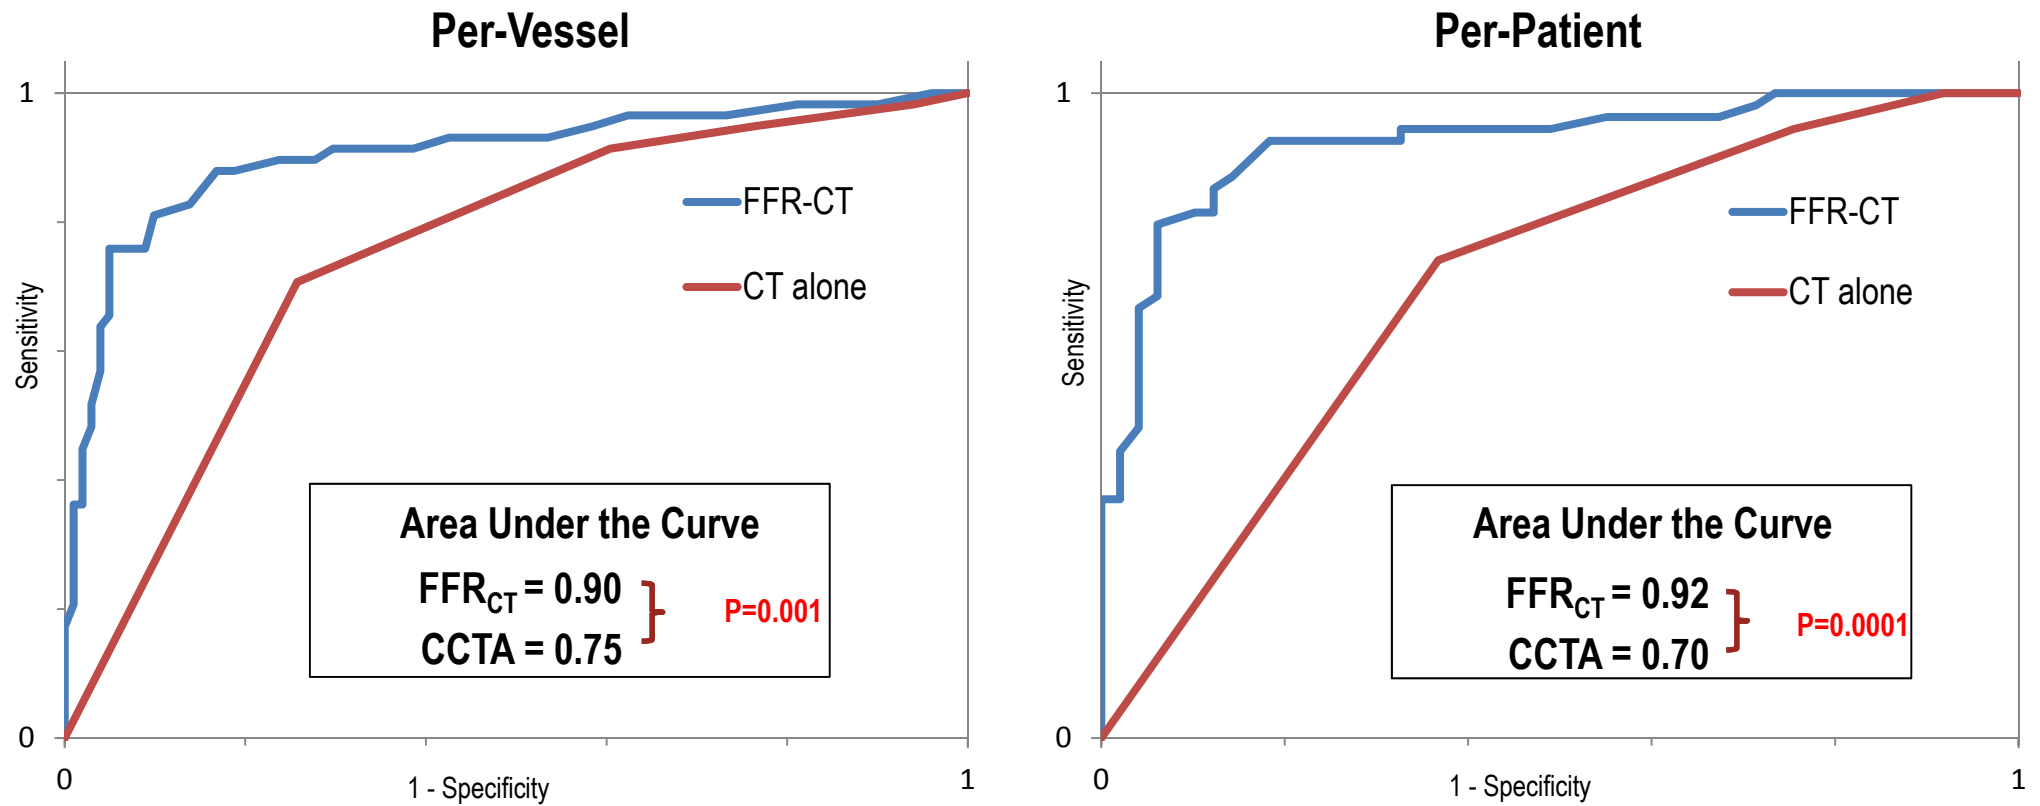 Per-Vessel
1
Sensitivity
FFR-CT
CT alone
Area Under the Curve
FFRCT = 0.90
CCTA = 0.75
P=0.001
0
0
1 - Specificity
1
Per-Patient
1
Sensitivity
FFR-CT
CT alone
Area Under the Curve
FFRCT = 0.92
CCTA = 0.70
P=0.0001
0
0
1 - Specificity
1